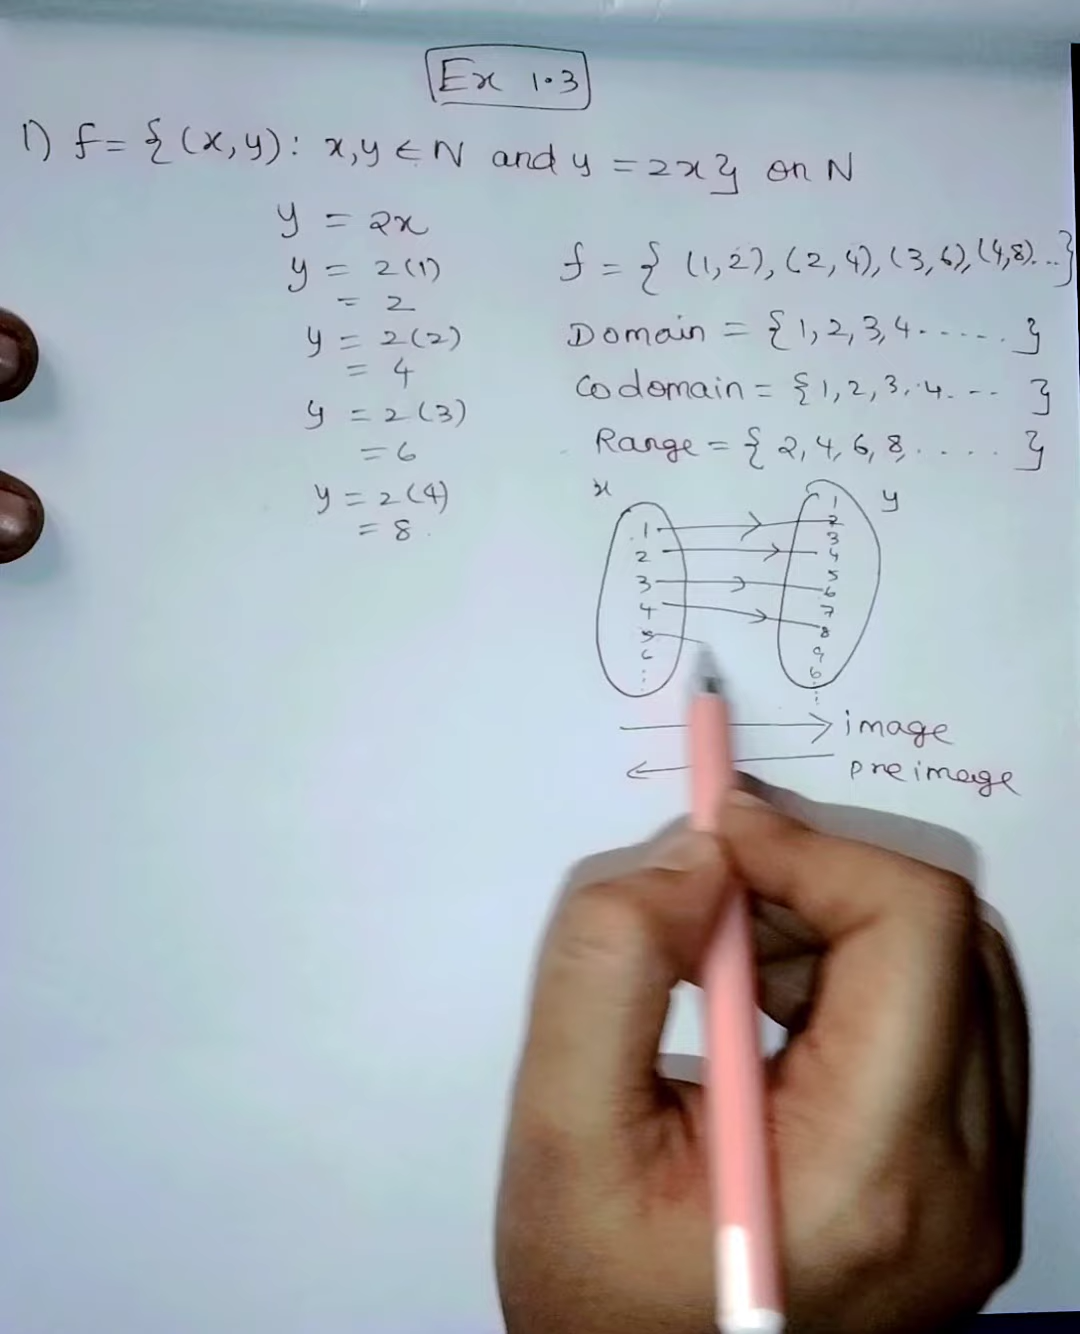 Ex 1.3
1) f = { (x, y) : x, y ∈ N and y = 2x } on N
y = 2x
y = 2(1)
= 2
y = 2(2)
= 4
y = 2(3)
= 6
y = 2(4)
= 8
f = { (1,2), (2,4), (3,6), (4,8)...}
Domain = {1, 2, 3, 4 ...... }
Codomain = {1, 2, 3, 4. -- }
Range = { 2, 4, 6, 8, .... }
x
1
2
3
4
5
6
⋮
y
1
2
3
4
5
6
7
8
9
⋮
image
preimage